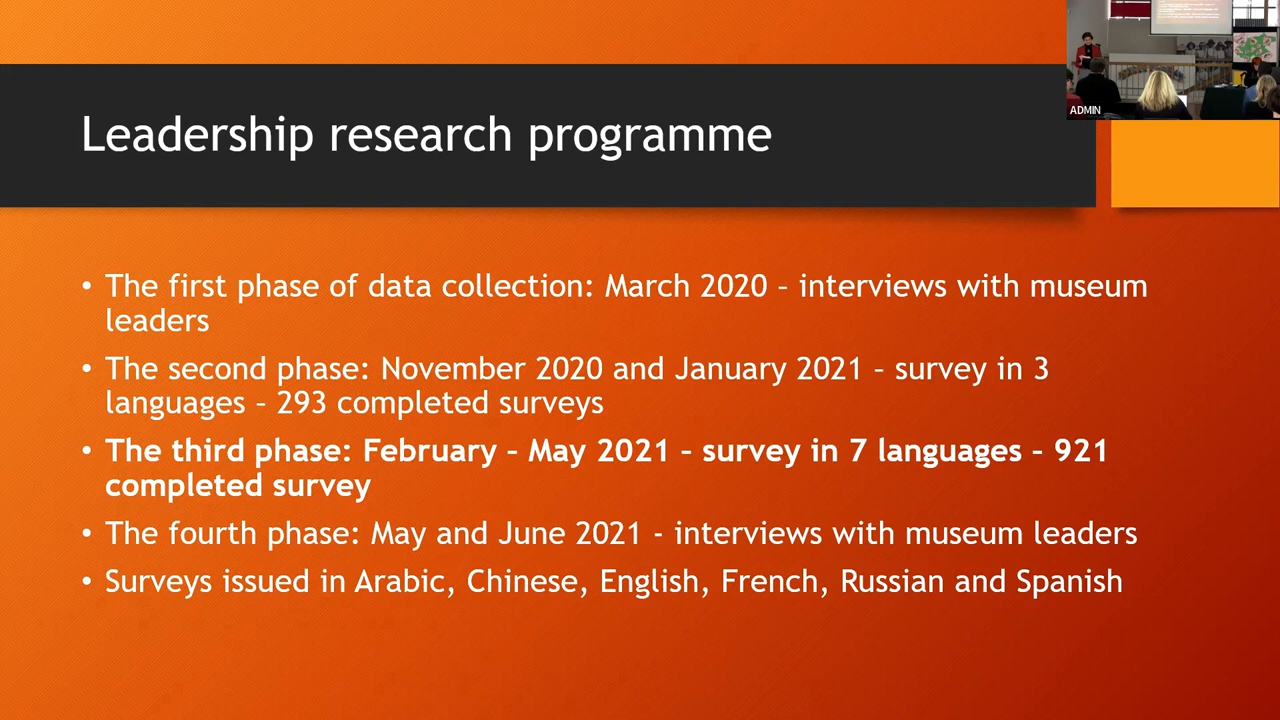 ADMIN
Leadership research programme
• The first phase of data collection: March 2020 – interviews with museum
leaders
• The second phase: November 2020 and January 2021 – survey in 3
languages – 293 completed surveys
• The third phase: February – May 2021 – survey in 7 languages – 921
completed survey
• The fourth phase: May and June 2021 - interviews with museum leaders
• Surveys issued in Arabic, Chinese, English, French, Russian and Spanish